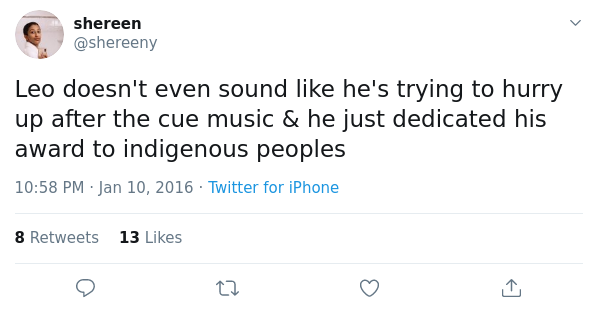 shereen
@shereeny
Leo doesn't even sound like he's trying to hurry
up after the cue music & he just dedicated his
award to indigenous peoples
10:58 PM · Jan 10, 2016 · Twitter for iPhone
8 Retweets 13 Likes